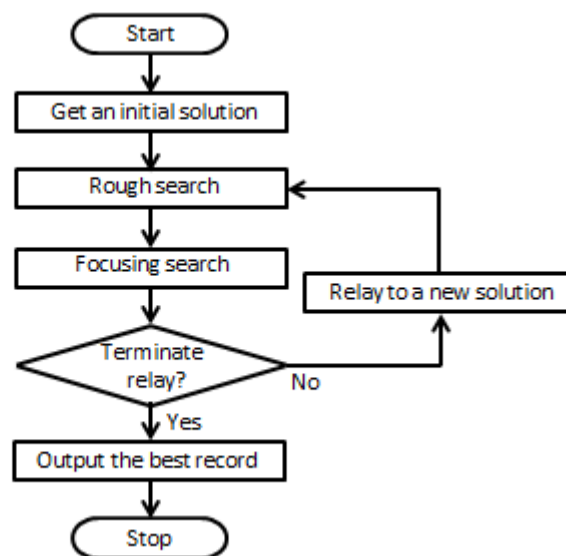 Start
Get an initial solution
Rough search
Focusing search
Relay to a new solution
Terminate
relay?
No
Yes
Output the best record
Stop